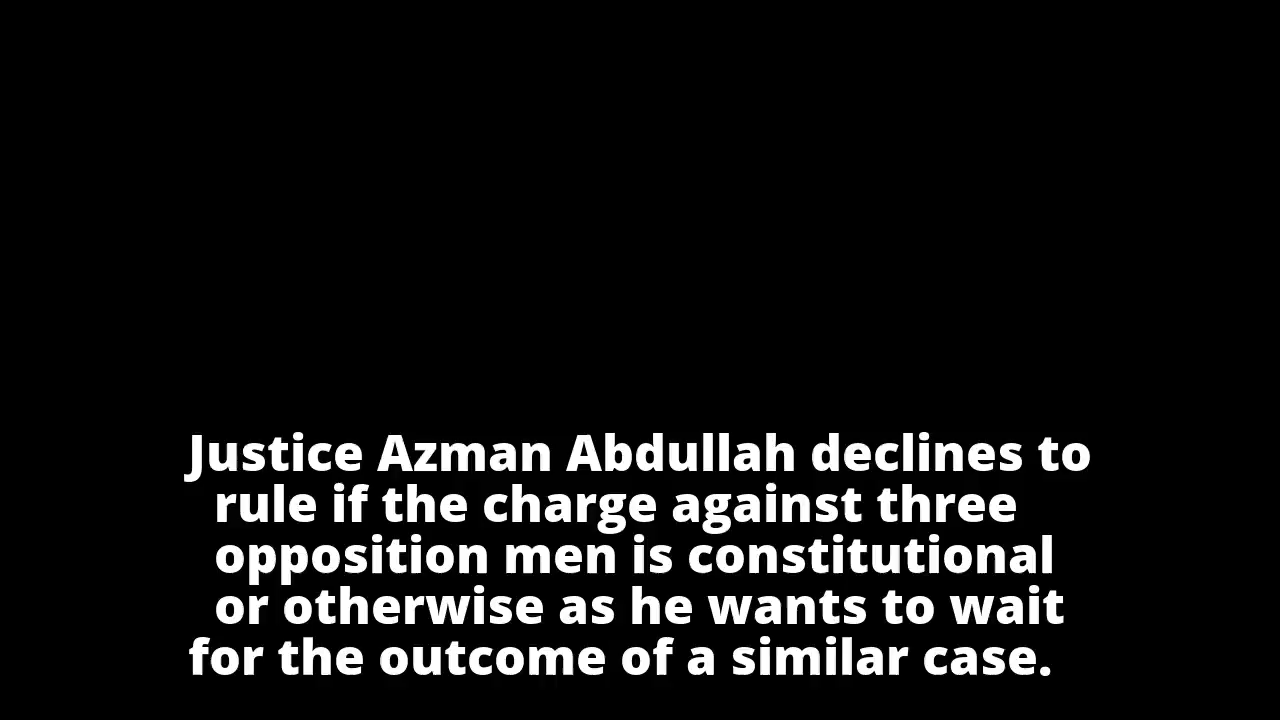 Justice Azman Abdullah declines to
rule if the charge against three
opposition men is constitutional
or otherwise as he wants to wait
for the outcome of a similar case.